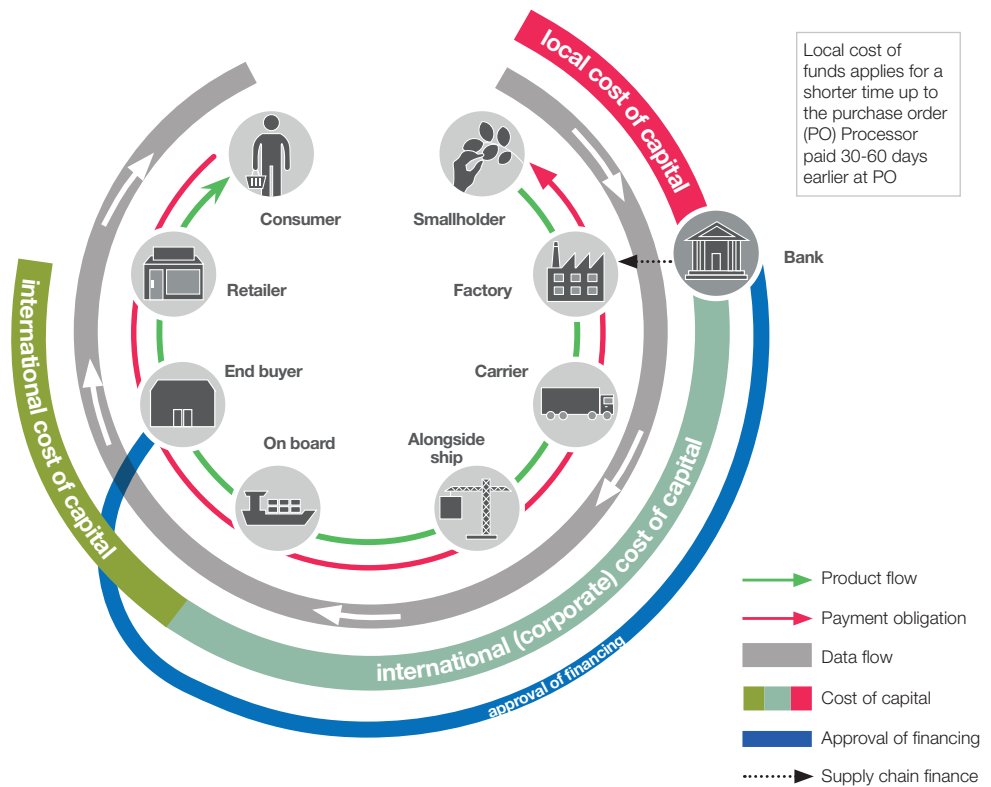 local cost of capital
Local cost of
funds applies for a
shorter time up to
the purchase order
(PO) Processor
paid 30-60 days
earlier at PO
Consumer
Smallholder
Bank
Retailer
Factory
End buyer
Carrier
On board
Alongside
ship
international cost of capital
international (corporate) cost of capital
approval of financing
Product flow
Payment obligation
Data flow
Cost of capital
Approval of financing
Supply chain finance